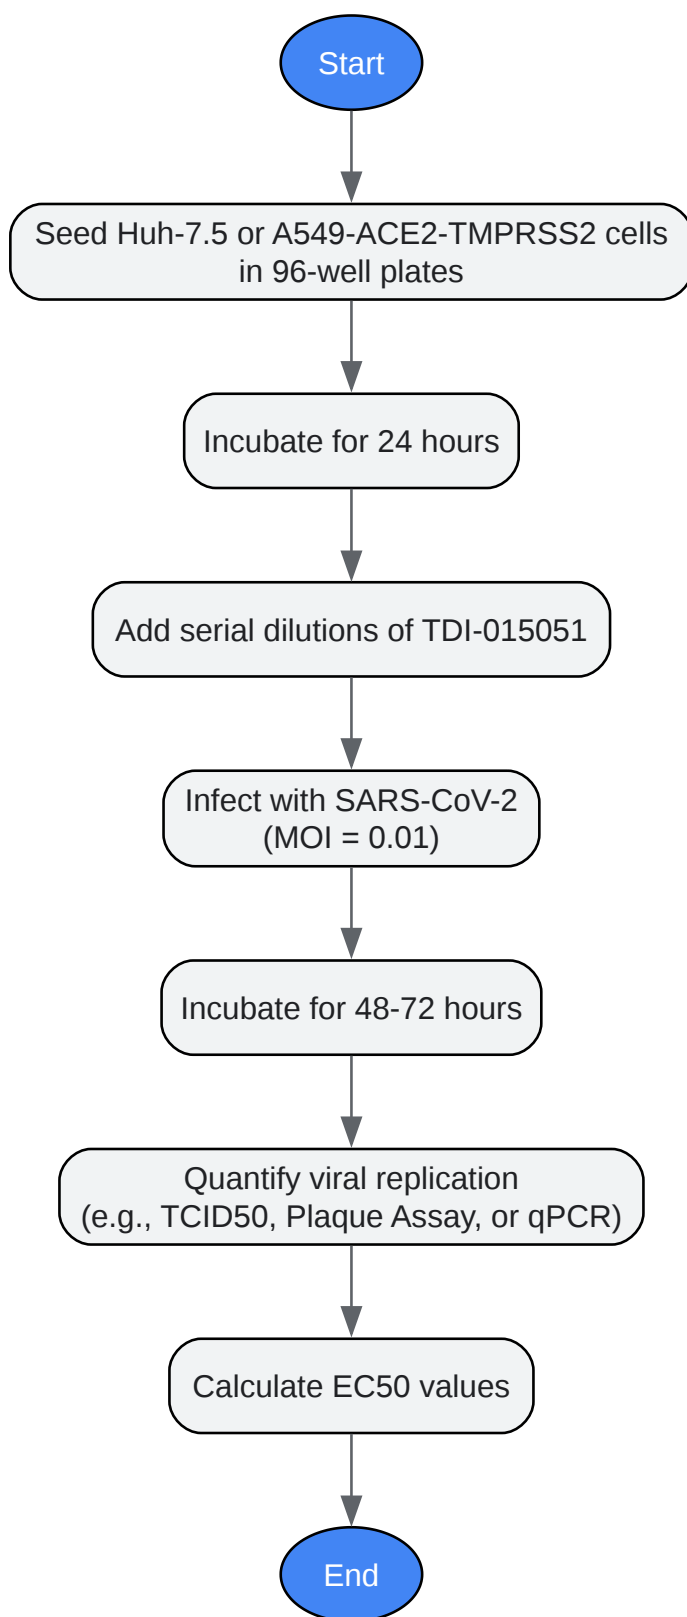 Start
Seed Huh-7.5 or A549-ACE2-TMPRSS2 cells
in 96-well plates
Incubate for 24 hours
Add serial dilutions of TDI-015051
Infect with SARS-CoV-2
(MOI = 0.01)
Incubate for 48-72 hours
Quantify viral replication
(e.g., TCID50, Plaque Assay, or qPCR)
Calculate EC50 values
End